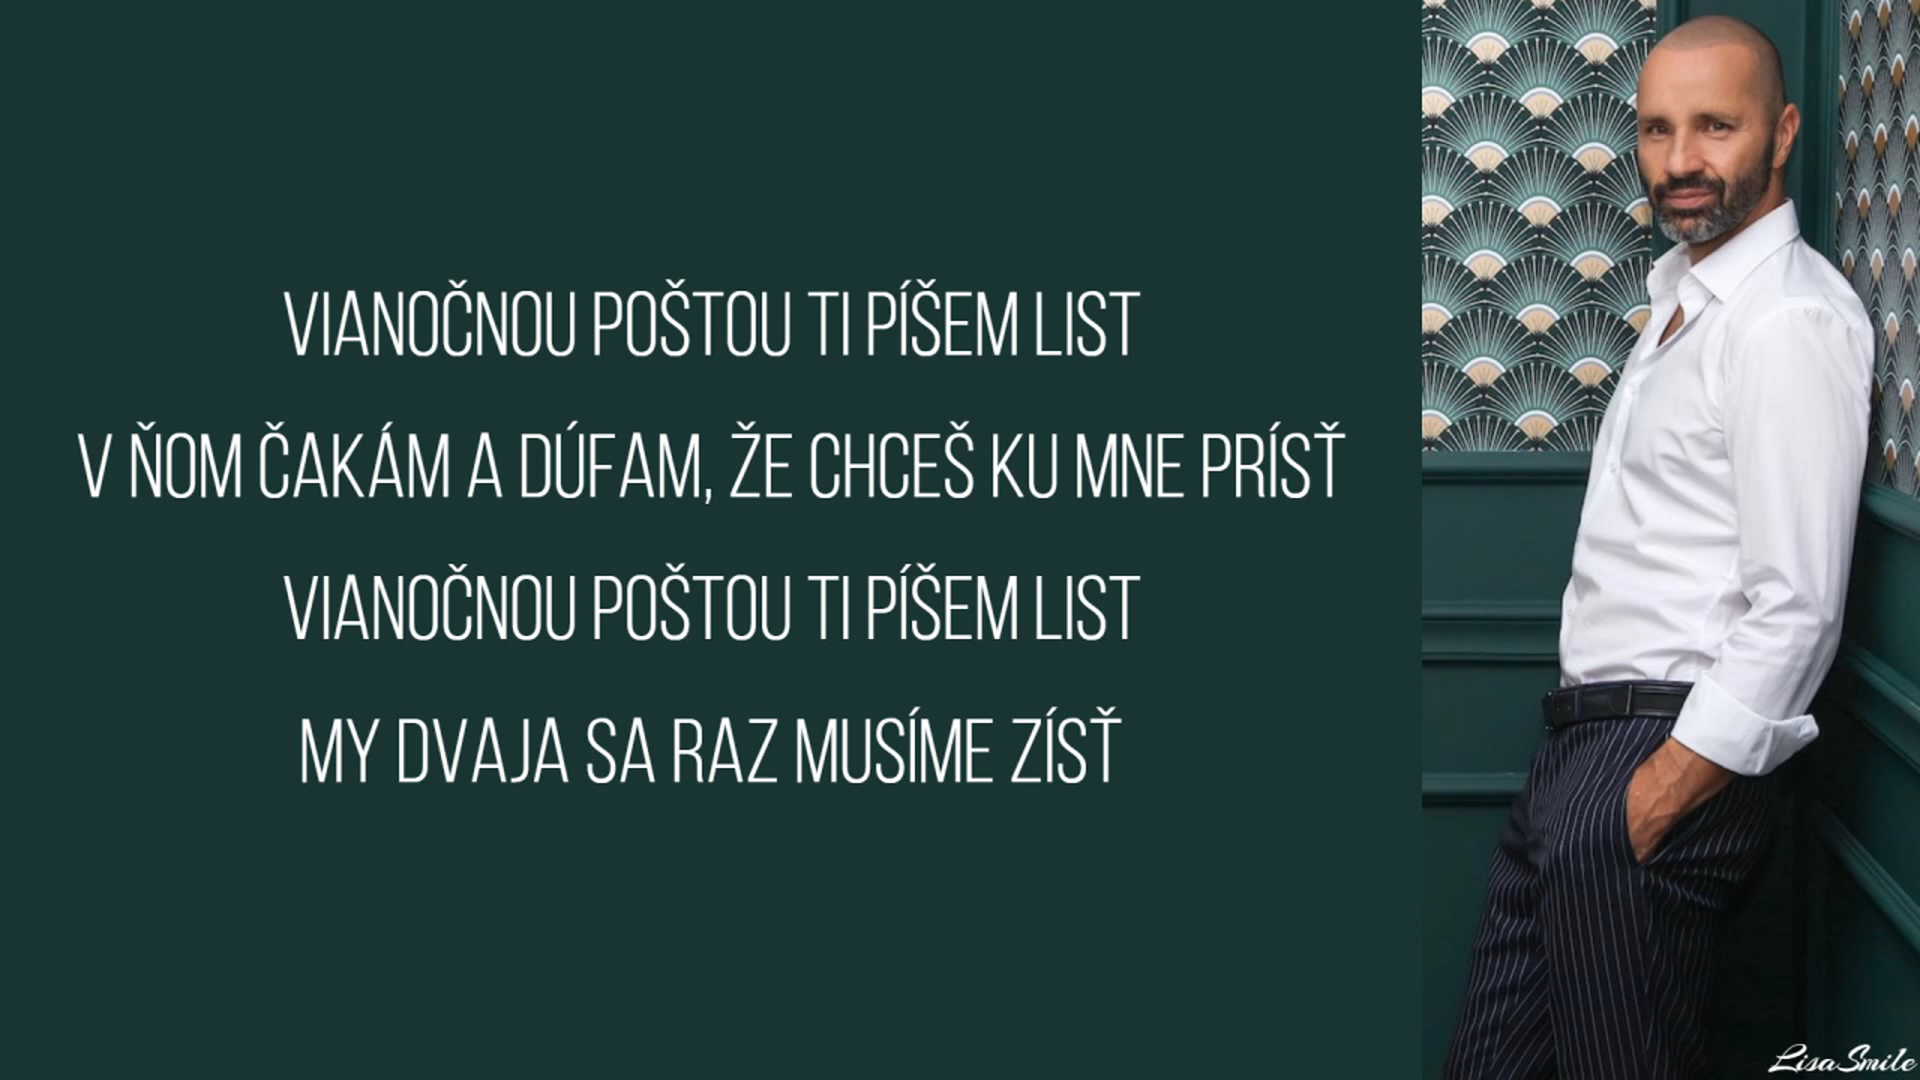 VIANOČNOU POŠTOU TI PÍŠEM LIST
V ŇOM ČAKÁM A DÚFAM, ŽE CHCEŠ KU MNE PRÍSŤ
VIANOČNOU POŠTOU TI PÍŠEM LIST
MY DVAJA SA RAZ MUSÍME ZÍSŤ
LisaSmile